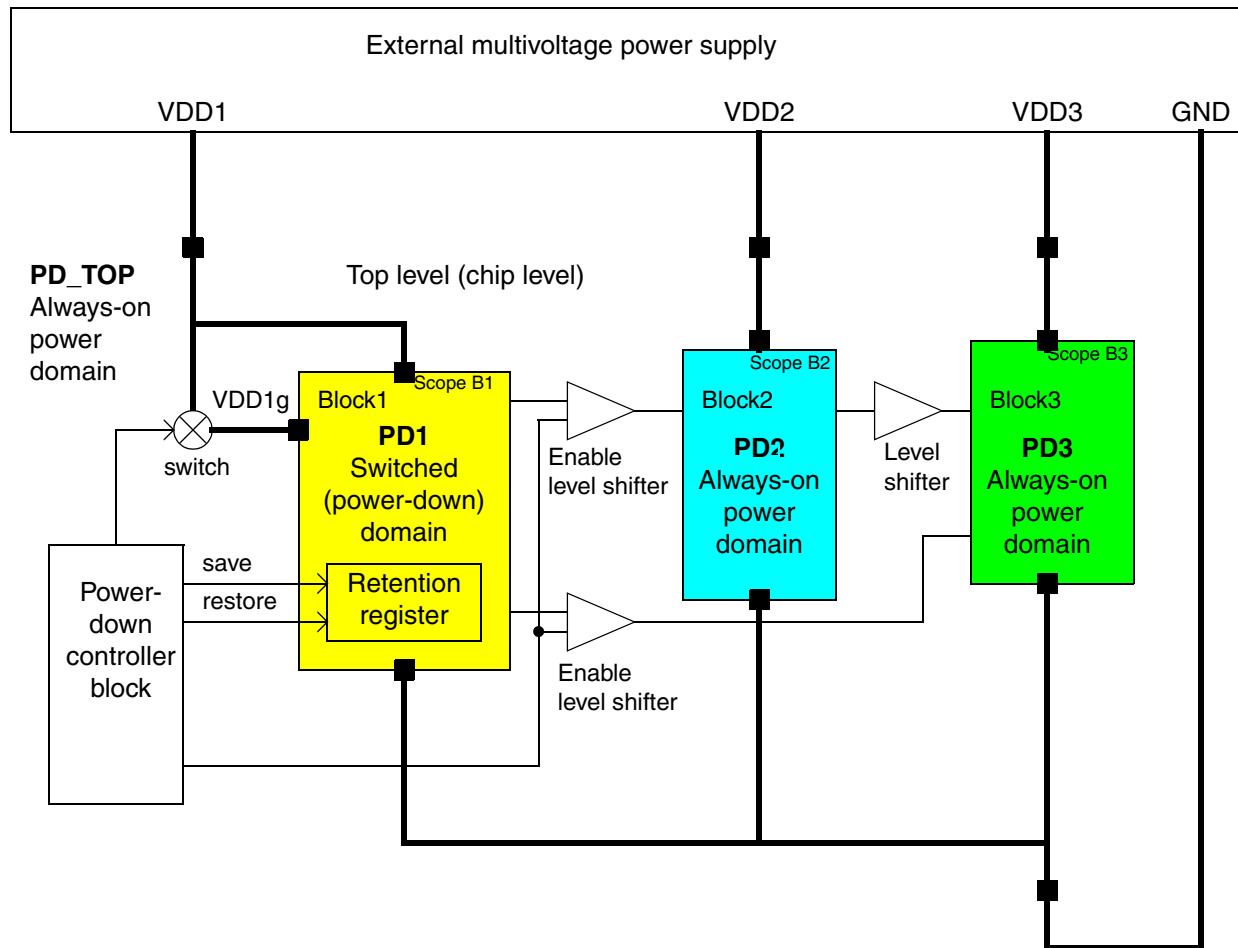 External multivoltage power supply
VDD1
VDD2
VDD3
GND
PD_TOP
Always-on
power
domain
Top level (chip level)
VDD1g
switch
Scope B1
Block1
PD1
Switched
(power-down)
domain
Retention
register
save
restore
Power-
down
controller
block
Enable
level shifter
Enable
level shifter
Scope B2
Block2
PD2
Always-on
power
domain
Level
shifter
Scope B3
Block3
PD3
Always-on
power
domain